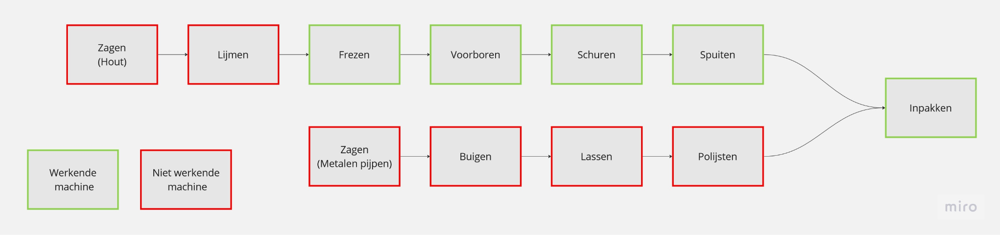 Zagen
(Hout)
Lijmen
Frezen
Voorboren
Schuren
Spuiten
Inpakken
Zagen
(Metalen pijpen)
Buigen
Lassen
Polijsten
Werkende
machine
Niet werkende
machine
miro